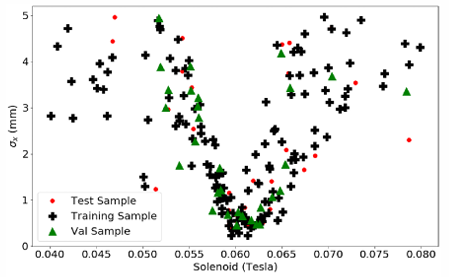 5
4
3
2
1
0
σx (mm)
Test Sample
Training Sample
Val Sample
0.040 0.045 0.050 0.055 0.060 0.065 0.070 0.075 0.080
Solenoid (Tesla)